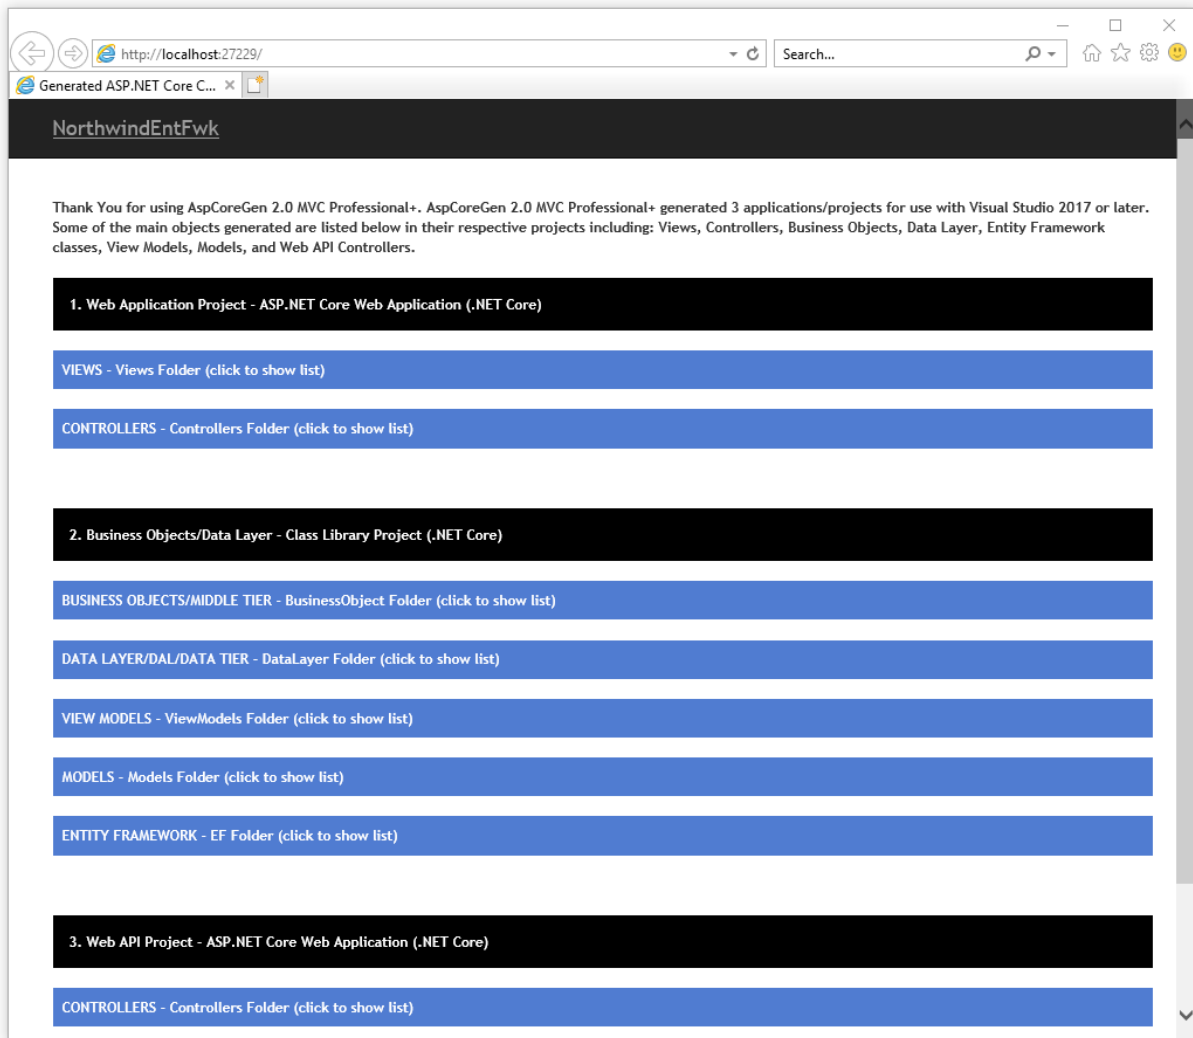 http://localhost:27229/
Search...
Generated ASP.NET Core C...
NorthwindEntFwk
Thank You for using AspCoreGen 2.0 MVC Professional+. AspCoreGen 2.0 MVC Professional+ generated 3 applications/projects for use with Visual Studio 2017 or later.
Some of the main objects generated are listed below in their respective projects including: Views, Controllers, Business Objects, Data Layer, Entity Framework
classes, View Models, Models, and Web API Controllers.
1. Web Application Project - ASP.NET Core Web Application (.NET Core)
VIEWS - Views Folder (click to show list)
CONTROLLERS - Controllers Folder (click to show list)
2. Business Objects/Data Layer - Class Library Project (.NET Core)
BUSINESS OBJECTS/MIDDLE TIER - BusinessObject Folder (click to show list)
DATA LAYER/DAL/DATA TIER - DataLayer Folder (click to show list)
VIEW MODELS - ViewModels Folder (click to show list)
MODELS - Models Folder (click to show list)
ENTITY FRAMEWORK - EF Folder (click to show list)
3. Web API Project - ASP.NET Core Web Application (.NET Core)
CONTROLLERS - Controllers Folder (click to show list)